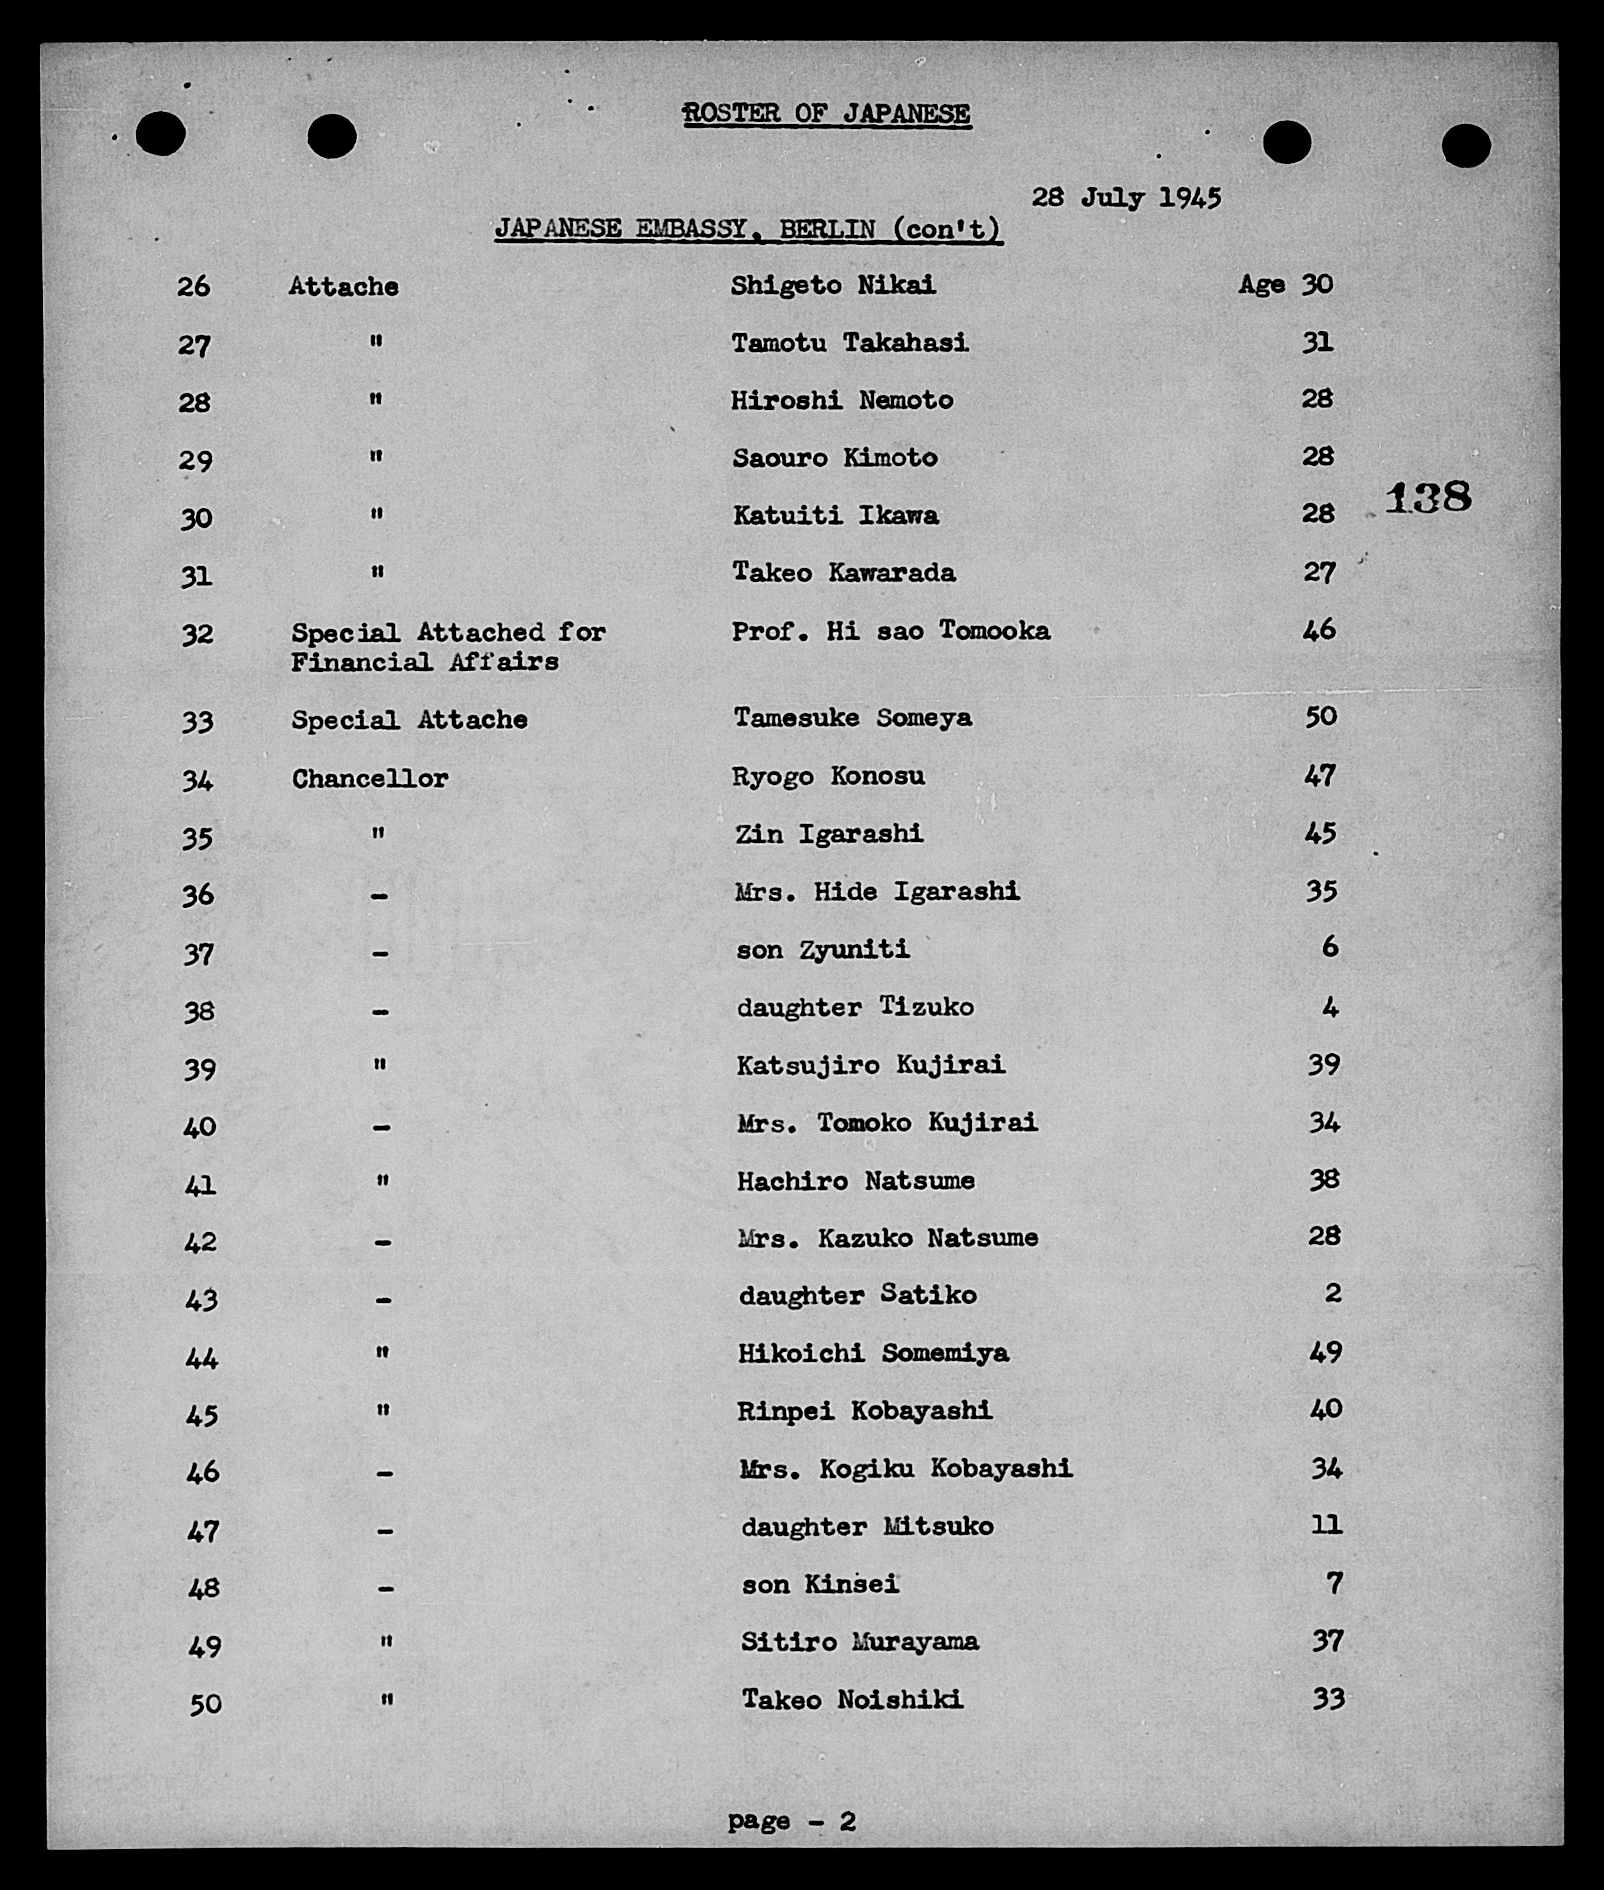 ROSTER OF JAPANESE
28 July 1945
JAPANESE EMBASSY. BERLIN (con't)
26 Attache Shigeto Nikai Age 30
27 " Tamotu Takahasi 31
28 " Hiroshi Nemoto 28
29 " Saouro Kimoto 28
138
30 " Katuiti Ikawa 28
31 " Takeo Kawarada 27
32 Special Attached for Prof. Hi sao Tomooka 46
Financial Affairs
33 Special Attache Tamesuke Someya 50
34 Chancellor Ryogo Konosu 47
35 " Zin Igarashi 45
36 - Mrs. Hide Igarashi 35
37 - son Zyuniti 6
38 - daughter Tizuko 4
39 " Katsujiro Kujirai 39
40 - Mrs. Tomoko Kujirai 34
41 " Hachiro Natsume 38
42 - Mrs. Kazuko Natsume 28
43 - daughter Satiko 2
44 " Hikoichi Somemiya 49
45 " Rinpei Kobayashi 40
46 - Mrs. Kogiku Kobayashi 34
47 - daughter Mitsuko 11
48 - son Kinsei 7
49 " Sitiro Murayama 37
50 " Takeo Noishiki 33
page - 2